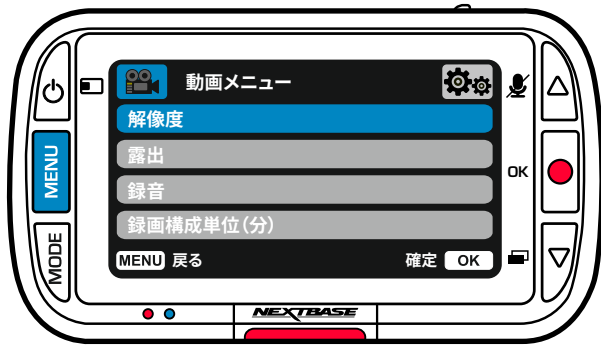 動画メニュー
解像度
露出
録音
録画構成単位(分)
MENU 戻る
確定 OK
MENU
MODE
OK
NEXTBASE